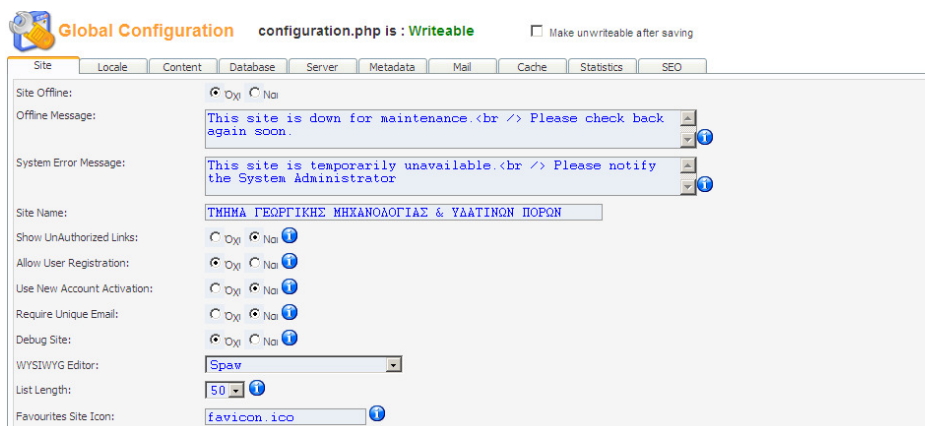 Global Configuration configuration.php is : Writeable Make unwriteable after saving
Site Locale Content Database Server Metadata Mail Cache Statistics SEO
Site Offline: Όχι Ναι
Offline Message: This site is down for maintenance.<br /> Please check back
again soon.
System Error Message: This site is temporarily unavailable.<br /> Please notify
the System Administrator
Site Name: ΤΜΗΜΑ ΓΕΩΡΓΙΚΗΣ ΜΗΧΑΝΟΛΟΓΙΑΣ & ΥΔΑΤΙΝΩΝ ΠΟΡΩΝ
Show UnAuthorized Links: Όχι Ναι
Allow User Registration: Όχι Ναι
Use New Account Activation: Όχι Ναι
Require Unique Email: Όχι Ναι
Debug Site: Όχι Ναι
WYSIWYG Editor: Spaw
List Length: 50
Favourites Site Icon: favicon.ico